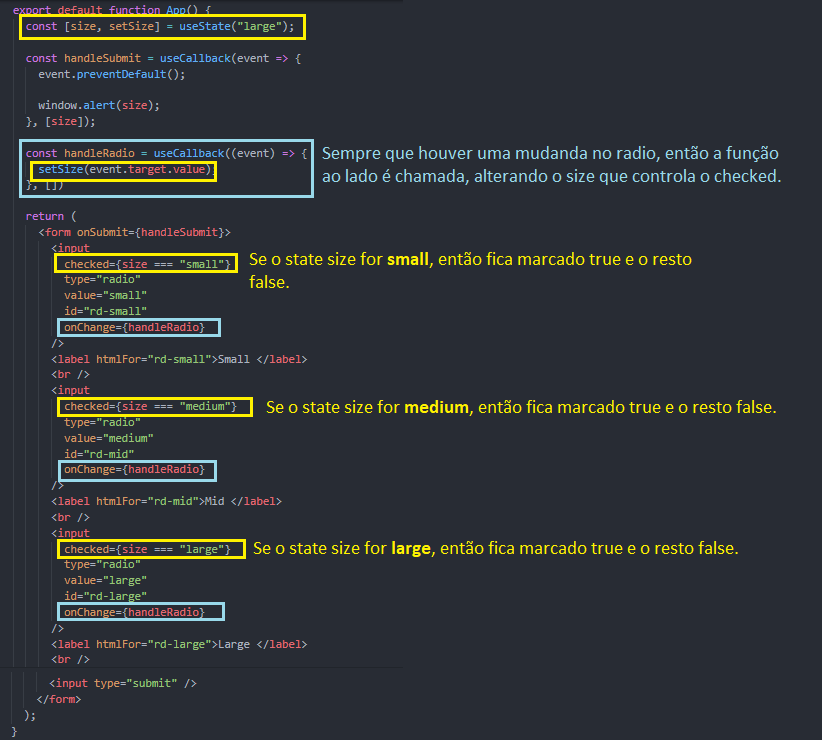 export default function App() {
const [size, setSize] = useState("large");
const handleSubmit = useCallback(event => {
event.preventDefault();
window.alert(size);
}, [size]);
const handleRadio = useCallback((event) => {
setSize(event.target.value);
}, [])
Sempre que houver uma mudanda no radio, então a função
ao lado é chamada, alterando o size que controla o checked.
return (
<form onSubmit={handleSubmit}>
<input
checked={size === "small"}
Se o state size for small, então fica marcado true e o resto
false.
type="radio"
value="small"
id="rd-small"
onChange={handleRadio}
/>
<label htmlFor="rd-small">Small </label>
<br />
<input
checked={size === "medium"}
Se o state size for medium, então fica marcado true e o resto false.
type="radio"
value="medium"
id="rd-mid"
onChange={handleRadio}
/>
<label htmlFor="rd-mid">Mid </label>
<br />
<input
checked={size === "large"}
Se o state size for large, então fica marcado true e o resto false.
type="radio"
value="large"
id="rd-large"
onChange={handleRadio}
/>
<label htmlFor="rd-large">Large </label>
<br />
<input type="submit" />
</form>
);
}